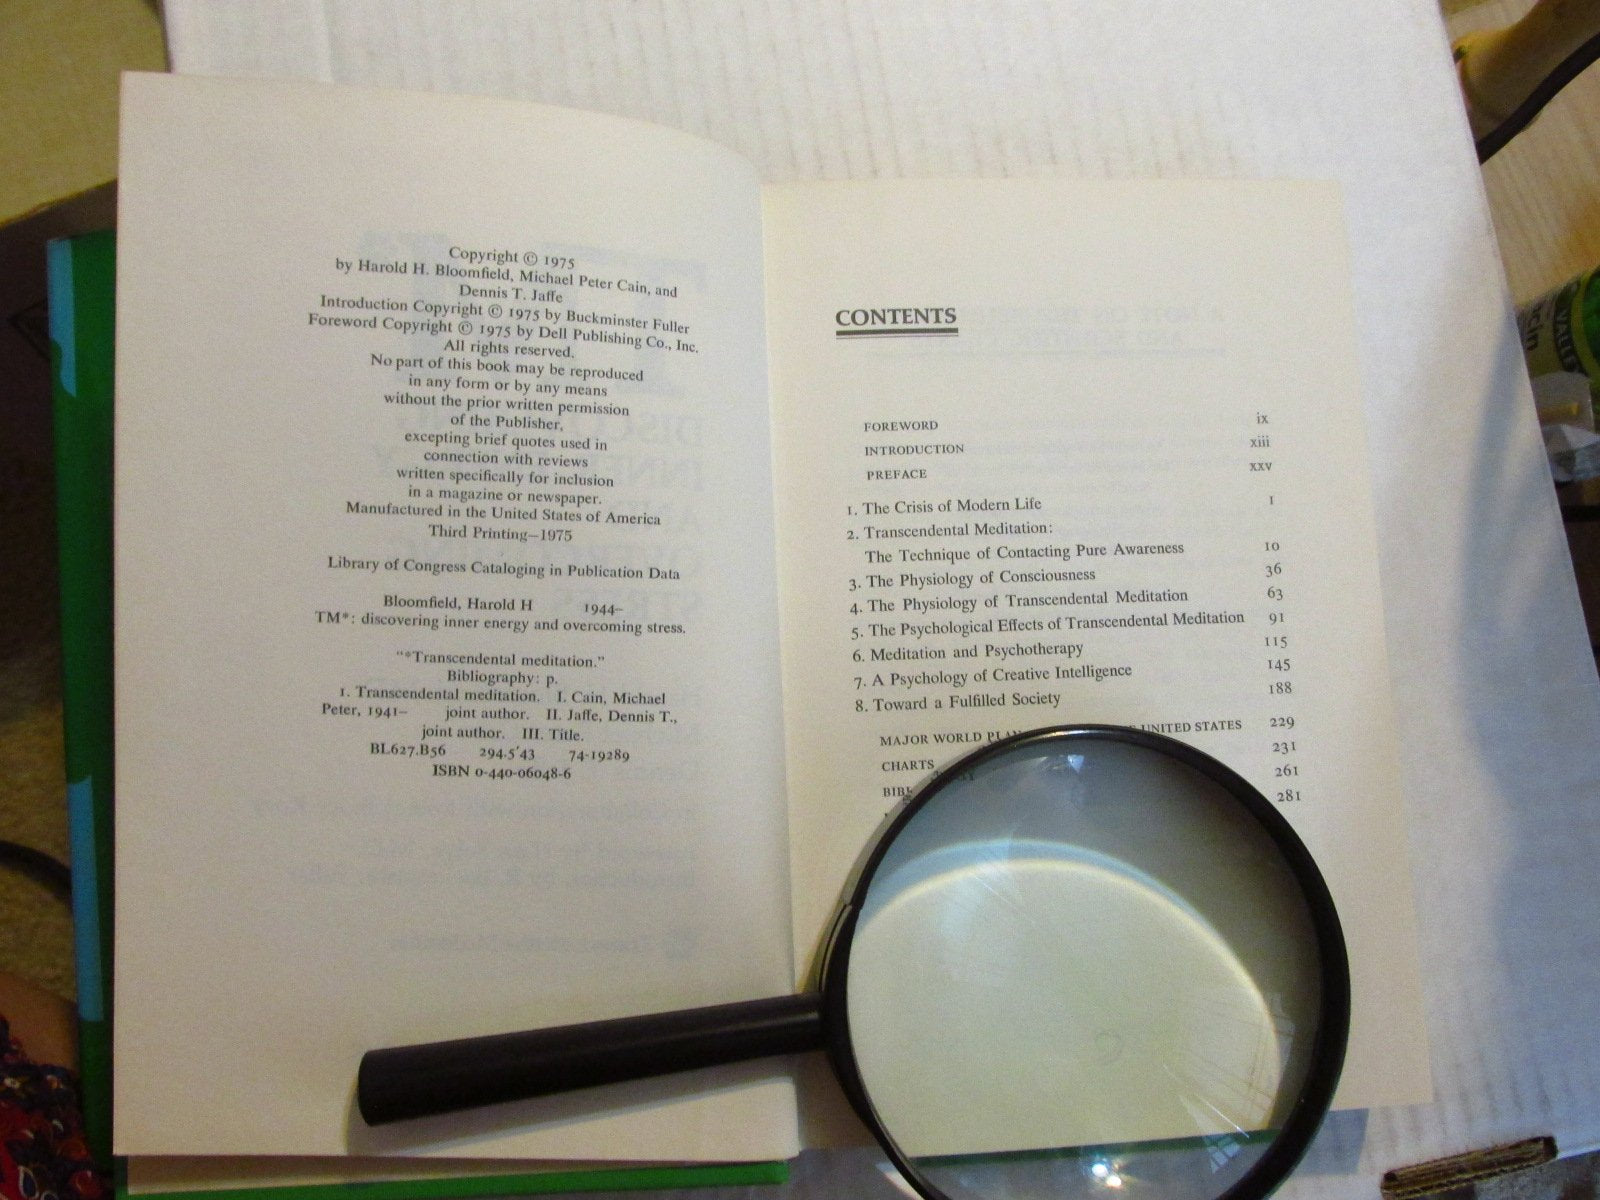 Copyright © 1975
by Harold H. Bloomfield, Michael Peter Cain, and
Dennis T. Jaffe
Introduction Copyright © 1975 by Buckminster Fuller
Foreword Copyright © 1975 by Dell Publishing Co., Inc.
All rights reserved.
No part of this book may be reproduced
in any form or by any means
without the prior written permission
of the Publisher,
excepting brief quotes used in
connection with reviews
written specifically for inclusion
in a magazine or newspaper.
Manufactured in the United States of America
Third Printing—1975
Library of Congress Cataloging in Publication Data
Bloomfield, Harold H 1944–
TM*: discovering inner energy and overcoming stress.
"*Transcendental meditation."
Bibliography: p.
1. Transcendental meditation. I. Cain, Michael
Peter, 1941– joint author. II. Jaffe, Dennis T.,
joint author. III. Title.
BL627.B56 294.5'43 74-19289
ISBN 0-440-06048-6
CONTENTS
FOREWORD ix
INTRODUCTION xiii
PREFACE xxv
1. The Crisis of Modern Life 1
2. Transcendental Meditation:
The Technique of Contacting Pure Awareness 10
3. The Physiology of Consciousness 36
4. The Physiology of Transcendental Meditation 63
5. The Psychological Effects of Transcendental Meditation 91
6. Meditation and Psychotherapy 115
7. A Psychology of Creative Intelligence 145
8. Toward a Fulfilled Society 188
MAJOR WORLD PLAN UNITED STATES 229
CHARTS 231
261
281
VALLE